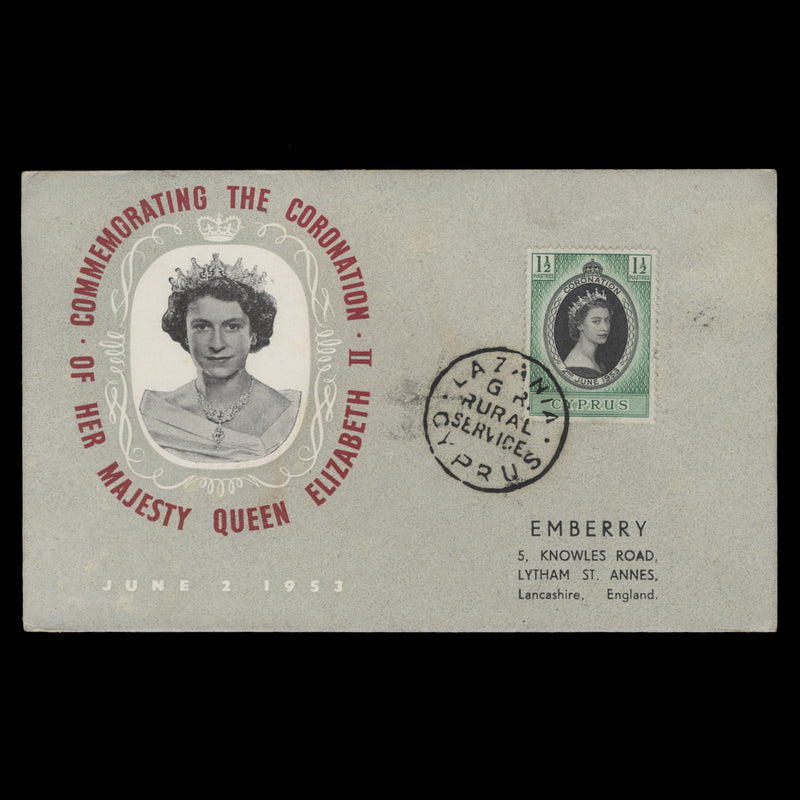 · COMMEMORATING THE CORONATION ·
OF HER MAJESTY QUEEN ELIZABETH II
JUNE 2 1953
1½ 1½
PIASTRES PIASTRES
CORONATION
2ND JUNE 1953
CYPRUS
LAZANIA
G R
RURAL
SERVICE
· CYPRUS ·
EMBERRY
5, KNOWLES ROAD,
LYTHAM ST. ANNES,
Lancashire, England.